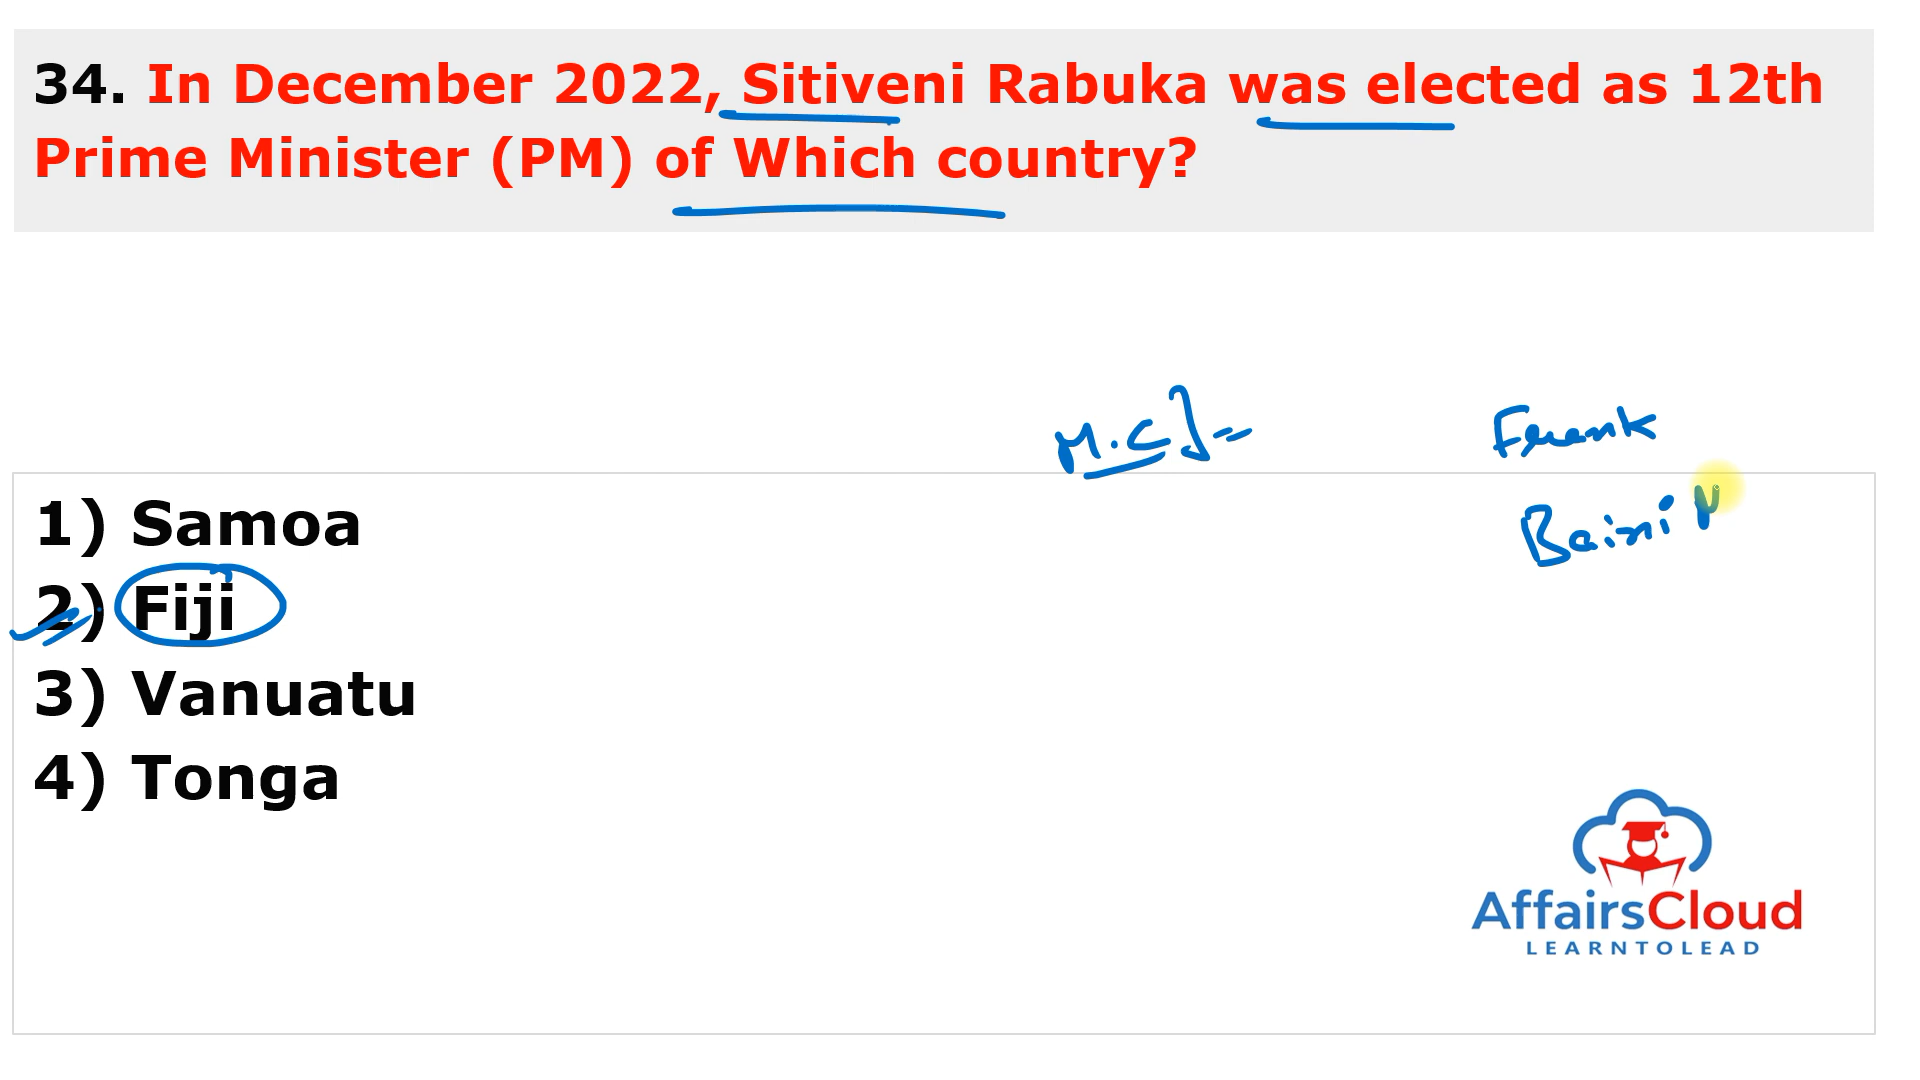 34. In December 2022, Sitiveni Rabuka was elected as 12th
Prime Minister (PM) of Which country?
M.C]--
Frank
Baini
1) Samoa
2) Fiji
3) Vanuatu
4) Tonga
AffairsCloud
LEARNTOLEAD